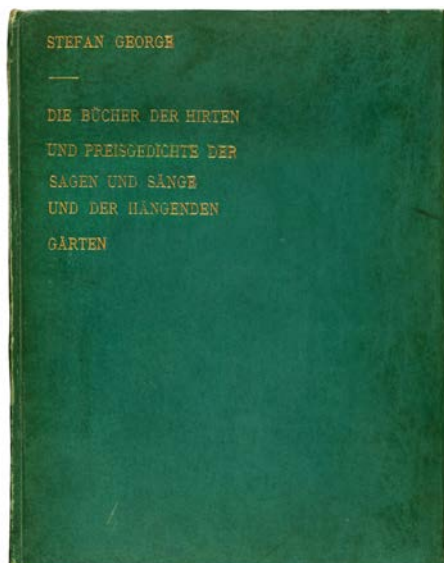 STEFAN GEORGE
DIE BÜCHER DER HIRTEN
UND PREISGEDICHTE DER
SAGEN UND SÄNGE
UND DER HÄNGENDEN
GÄRTEN